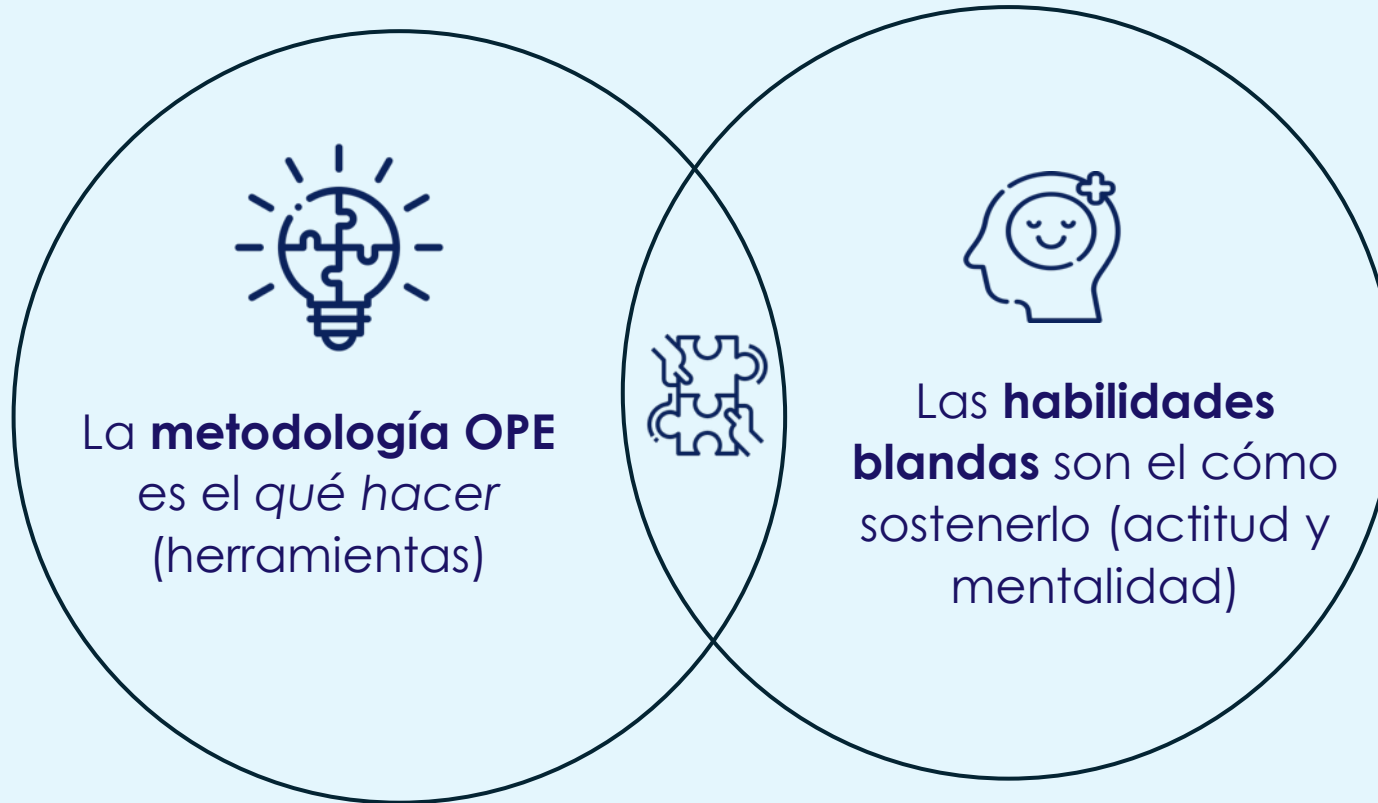 La metodología OPE
es el qué hacer
(herramientas)
Las habilidades
blandas son el cómo
sostenerlo (actitud y
mentalidad)